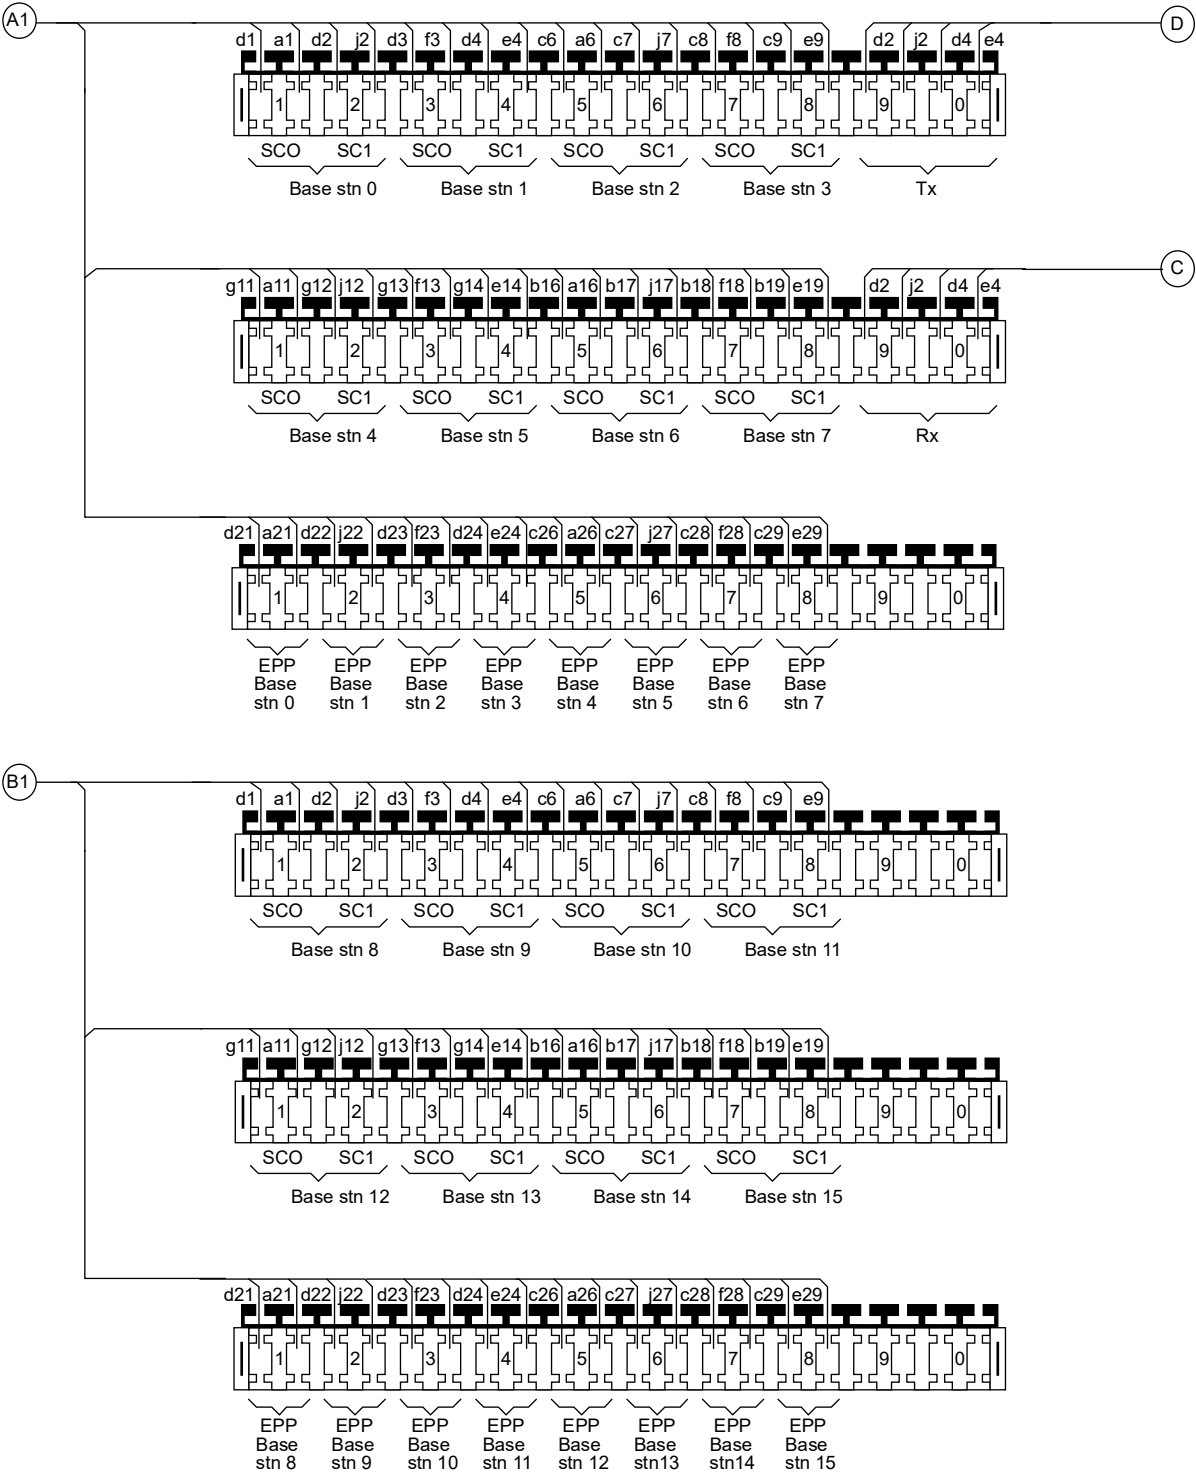 A1 D
d1 a1 d2 j2 d3 f3 d4 e4 c6 a6 c7 j7 c8 f8 c9 e9 d2 j2 d4 e4
1 2 3 4 5 6 7 8 9 0
SCO SC1 SCO SC1 SCO SC1 SCO SC1
Base stn 0 Base stn 1 Base stn 2 Base stn 3 Tx
C
g11 a11 g12 j12 g13 f13 g14 e14 b16 a16 b17 j17 b18 f18 b19 e19 d2 j2 d4 e4
1 2 3 4 5 6 7 8 9 0
SCO SC1 SCO SC1 SCO SC1 SCO SC1
Base stn 4 Base stn 5 Base stn 6 Base stn 7 Rx
d21 a21 d22 j22 d23 f23 d24 e24 c26 a26 c27 j27 c28 f28 c29 e29
1 2 3 4 5 6 7 8 9 0
EPP EPP EPP EPP EPP EPP EPP EPP
Base Base Base Base Base Base Base Base
stn 0 stn 1 stn 2 stn 3 stn 4 stn 5 stn 6 stn 7
B1
d1 a1 d2 j2 d3 f3 d4 e4 c6 a6 c7 j7 c8 f8 c9 e9
1 2 3 4 5 6 7 8 9 0
SCO SC1 SCO SC1 SCO SC1 SCO SC1
Base stn 8 Base stn 9 Base stn 10 Base stn 11
g11 a11 g12 j12 g13 f13 g14 e14 b16 a16 b17 j17 b18 f18 b19 e19
1 2 3 4 5 6 7 8 9 0
SCO SC1 SCO SC1 SCO SC1 SCO SC1
Base stn 12 Base stn 13 Base stn 14 Base stn 15
d21 a21 d22 j22 d23 f23 d24 e24 c26 a26 c27 j27 c28 f28 c29 e29
1 2 3 4 5 6 7 8 9 0
EPP EPP EPP EPP EPP EPP EPP EPP
Base Base Base Base Base Base Base Base
stn 8 stn 9 stn 10 stn 11 stn 12 stn13 stn14 stn 15